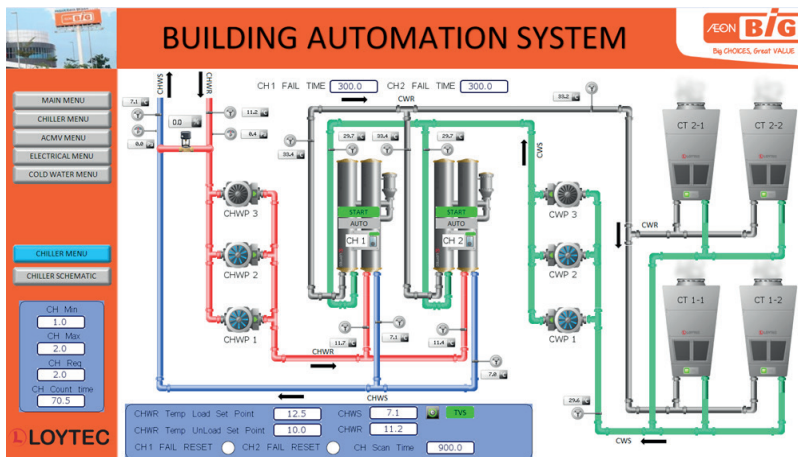 BUILDING AUTOMATION SYSTEM
ÆON BiG
Big CHOICES, Great VALUE.
MAIN MENU
CHILLER MENU
ACMV MENU
ELECTRICAL MENU
COLD WATER MENU
CHILLER MENU
CHILLER SCHEMATIC
CH Min
1.0
CH Max
2.0
CH Req
2.0
CH Count time
70.5
LOYTEC
CHWS
CHWR
CH1 FAIL TIME 300.0 CH2 FAIL TIME 300.0
CWR
7.1
11.2
0.0
0.0
0.4
33.4
29.7
33.4
29.7
33.2
CWS
CHWP 3
CHWP 2
CHWP 1
START
AUTO
CH 1
START
AUTO
CH 2
CWP 3
CWP 2
CWP 1
CWR
CT 2-1
CT 2-2
LOYTEC
CT 1-1
CT 1-2
11.7
7.1
11.4
7.0
29.6
CHWR
CHWS
CWS
CHWR Temp Load Set Point 12.5 CHWS 7.1 TVS
CHWR Temp UnLoad Set Point 10.0 CHWR 11.2
CH1 FAIL RESET CH2 FAIL RESET CH Scan Time 900.0